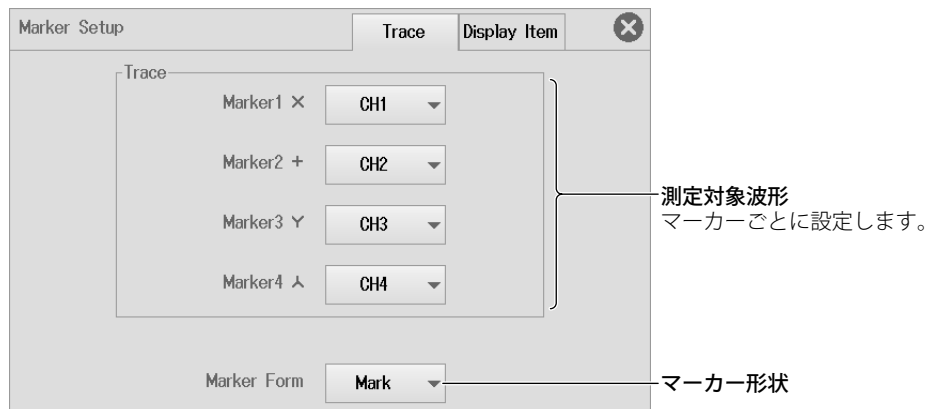 Marker Setup Trace Display Item
Trace
Marker1 × CH1
Marker2 + CH2
Marker3 Y CH3
Marker4 ⅄ CH4
測定対象波形
マーカーごとに設定します。
Marker Form Mark
マーカー形状